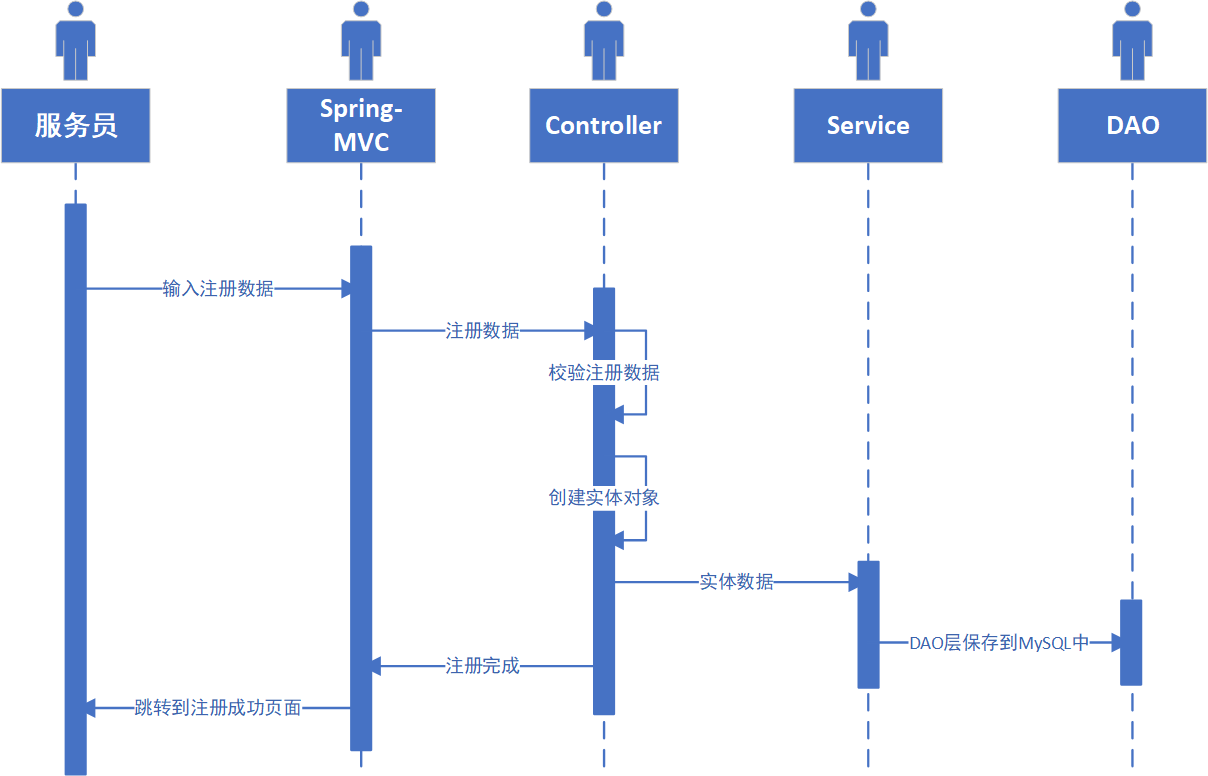 服务员
Spring-
MVC
Controller
Service
DAO
输入注册数据
注册数据
校验注册数据
创建实体对象
实体数据
DAO层保存到MySQL中
注册完成
跳转到注册成功页面